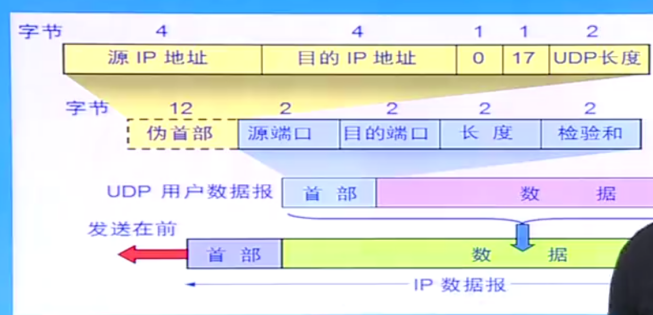 字节 4 4 1 1 2
源 IP 地址 目的 IP 地址 0 17 UDP长度
字节 12 2 2 2 2
伪首部 源端口 目的端口 长 度 检验和
UDP 用户数据报 首 部 数 据
发送在前
首 部 数 据
IP 数据报